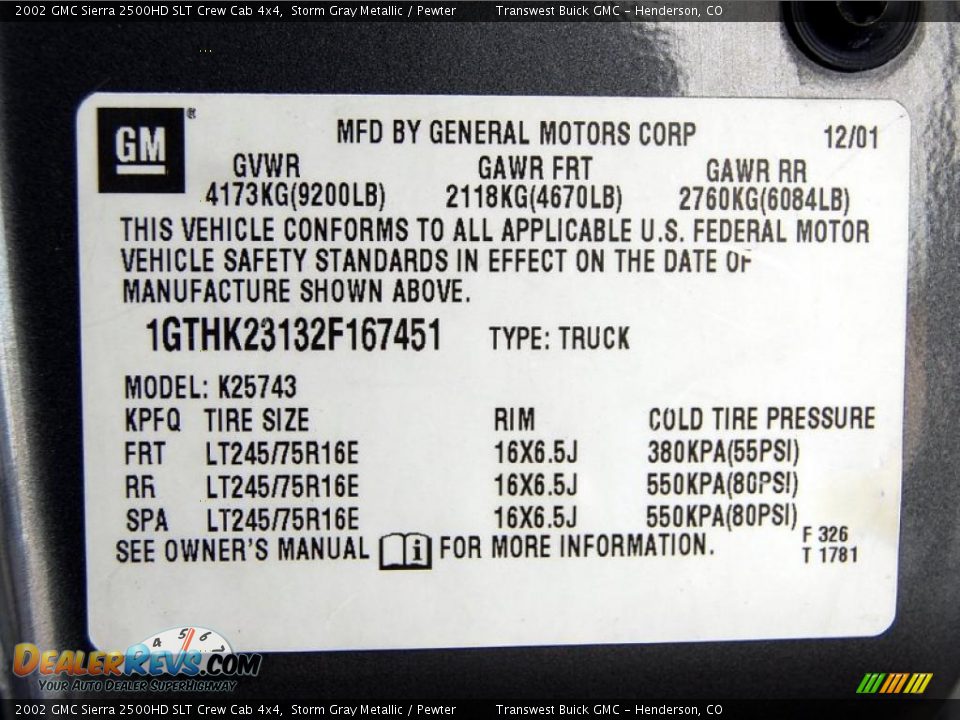 2002 GMC Sierra 2500HD SLT Crew Cab 4x4, Storm Gray Metallic / Pewter Transwest Buick GMC - Henderson, CO
GM ®
MFD BY GENERAL MOTORS CORP 12/01
GVWR GAWR FRT GAWR RR
4173KG(9200LB) 2118KG(4670LB) 2760KG(6084LB)
THIS VEHICLE CONFORMS TO ALL APPLICABLE U.S. FEDERAL MOTOR
VEHICLE SAFETY STANDARDS IN EFFECT ON THE DATE OF
MANUFACTURE SHOWN ABOVE.
1GTHK23132F167451 TYPE: TRUCK
MODEL: K25743
KPFQ TIRE SIZE RIM COLD TIRE PRESSURE
FRT LT245/75R16E 16X6.5J 380KPA(55PSI)
RR LT245/75R16E 16X6.5J 550KPA(80PSI)
SPA LT245/75R16E 16X6.5J 550KPA(80PSI)
SEE OWNER'S MANUAL i FOR MORE INFORMATION.
F 326
T 1781
4 5 6 7
DEALERREVS.COM
YOUR AUTO DEALER SUPERHIGHWAY
2002 GMC Sierra 2500HD SLT Crew Cab 4x4, Storm Gray Metallic / Pewter Transwest Buick GMC - Henderson, CO